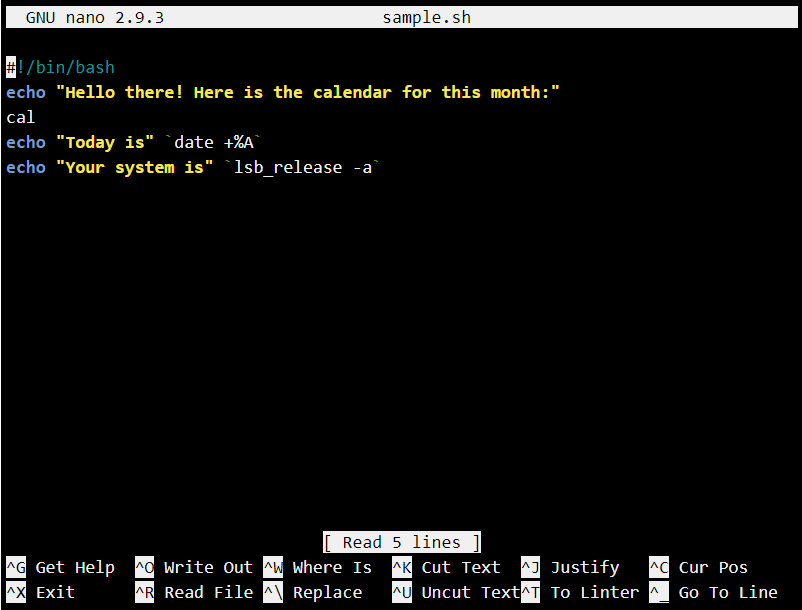 GNU nano 2.9.3 sample.sh
#!/bin/bash
echo "Hello there! Here is the calendar for this month:"
cal
echo "Today is" `date +%A`
echo "Your system is" `lsb_release -a`
[ Read 5 lines ]
^G Get Help ^O Write Out ^W Where Is ^K Cut Text ^J Justify ^C Cur Pos
^X Exit ^R Read File ^\ Replace ^U Uncut Text ^T To Linter ^_ Go To Line